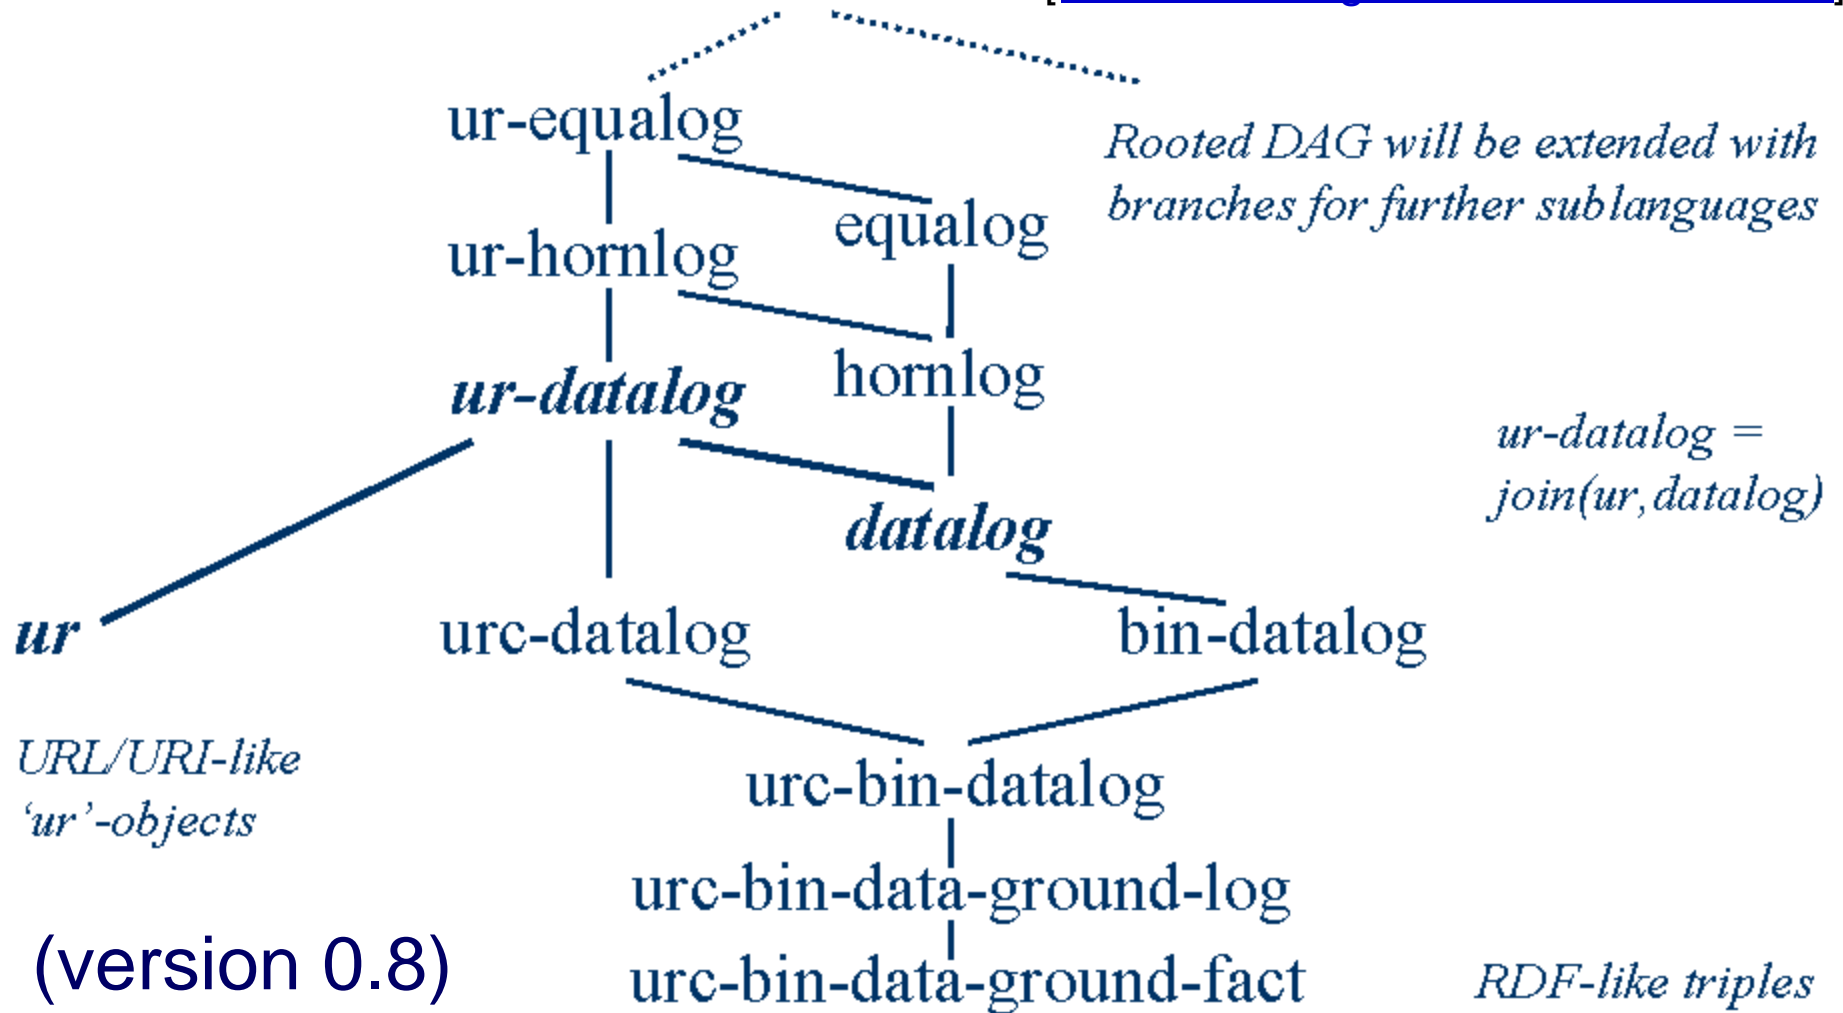 ur-equalog
Rooted DAG will be extended with
branches for further sublanguages
equalog
ur-hornlog
hornlog
ur-datalog
ur-datalog =
join(ur,datalog)
datalog
ur
urc-datalog
bin-datalog
URL/URI-like
‘ur’-objects
urc-bin-datalog
urc-bin-data-ground-log
(version 0.8)
urc-bin-data-ground-fact
RDF-like triples